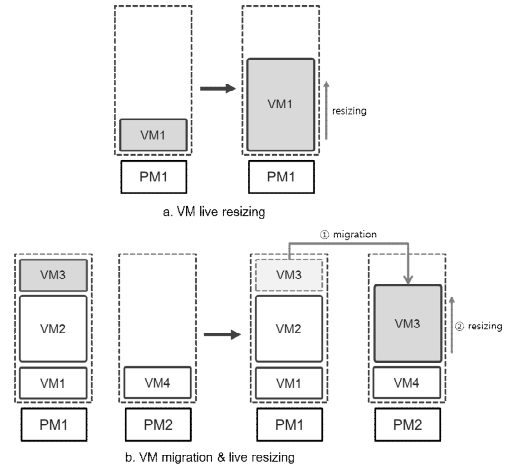 VM1
VM1
resizing
PM1
PM1
a. VM live resizing
① migration
VM3
VM2
VM1
PM1
VM4
PM2
VM3
VM2
VM1
PM1
VM3
② resizing
VM4
PM2
b. VM migration & live resizing